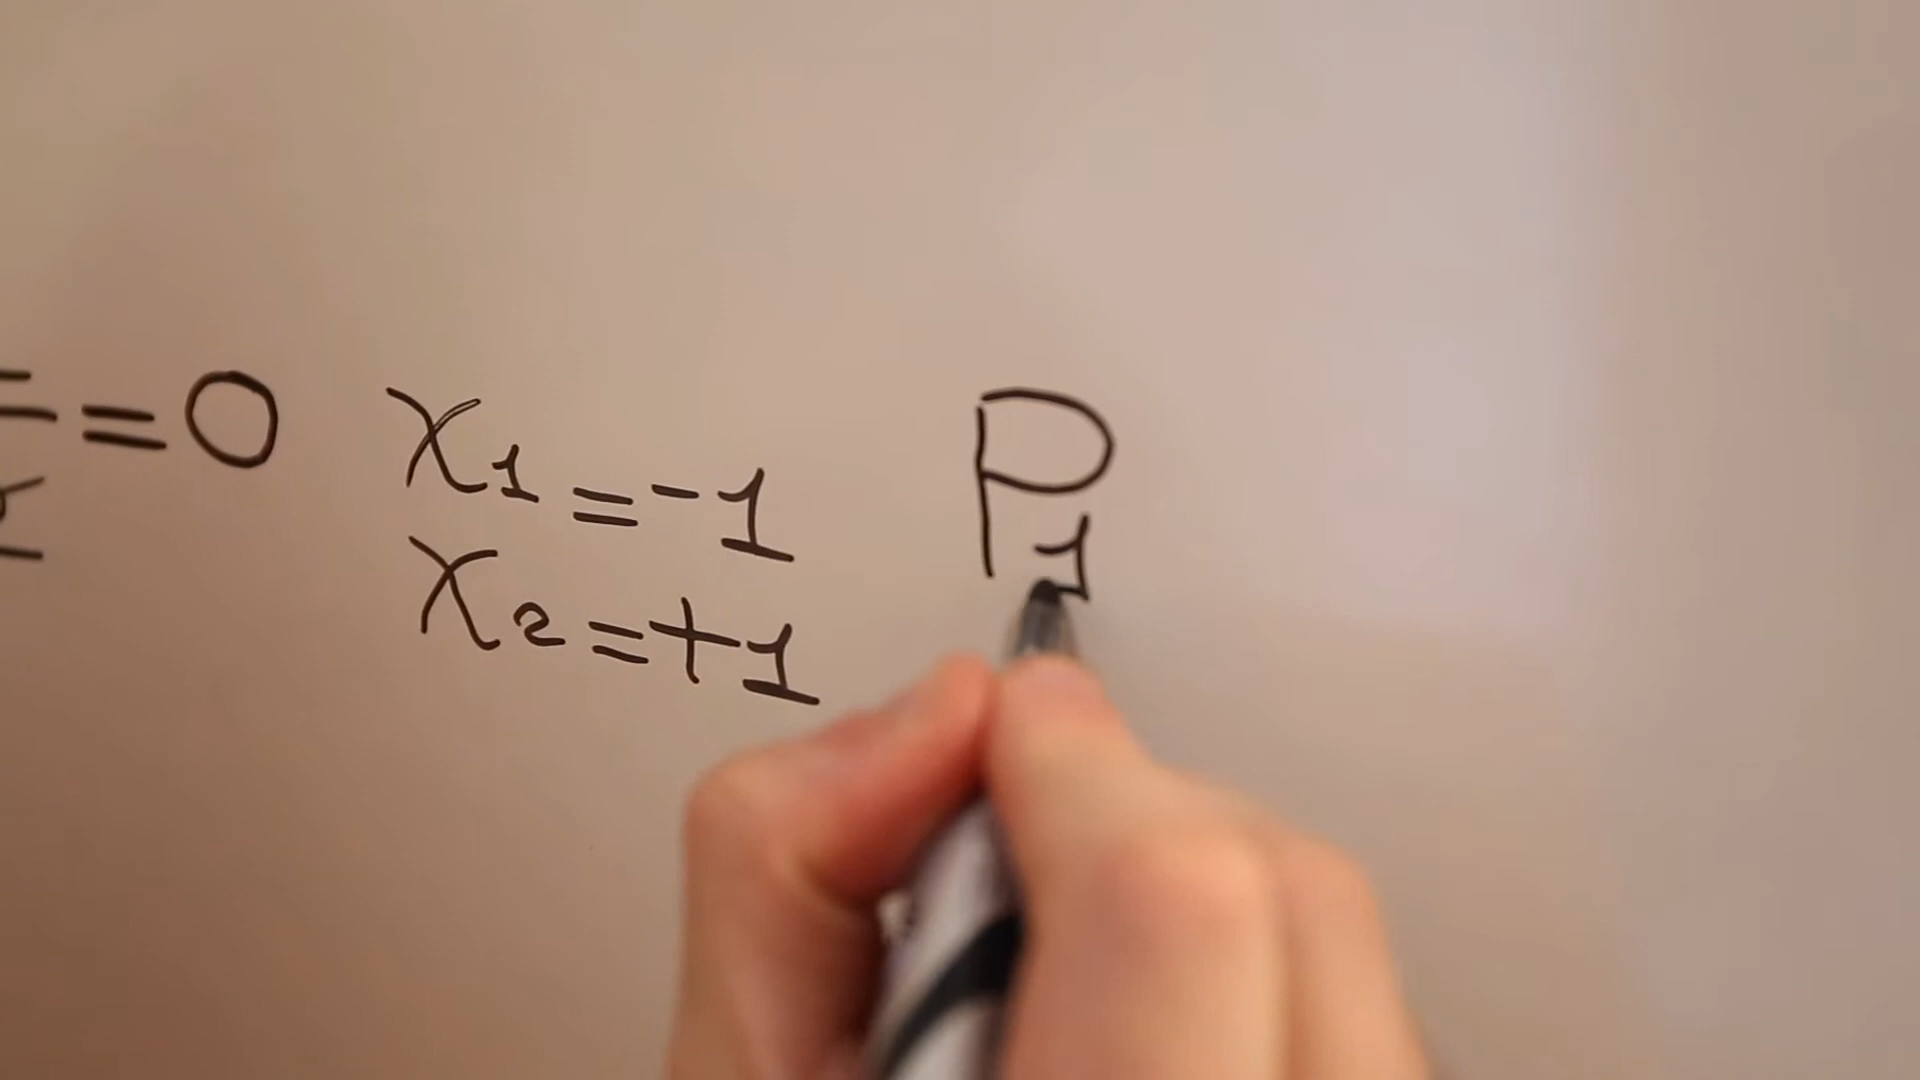 = 0
x₁ = -1
x₂ = +1
P₁